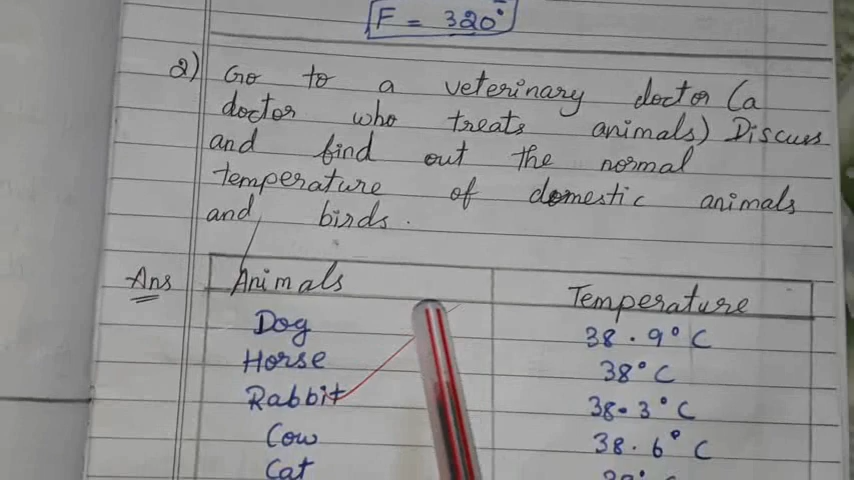 F = 320°
2) Go to a veterinary doctor (a
doctor who treats animals) Discuss
and find out the normal
temperature of domestic animals
and birds.
Ans Animals Temperature
Dog 38.9°C
Horse 38°C
Rabbit 38.3°C
Cow 38.6°C
Cat